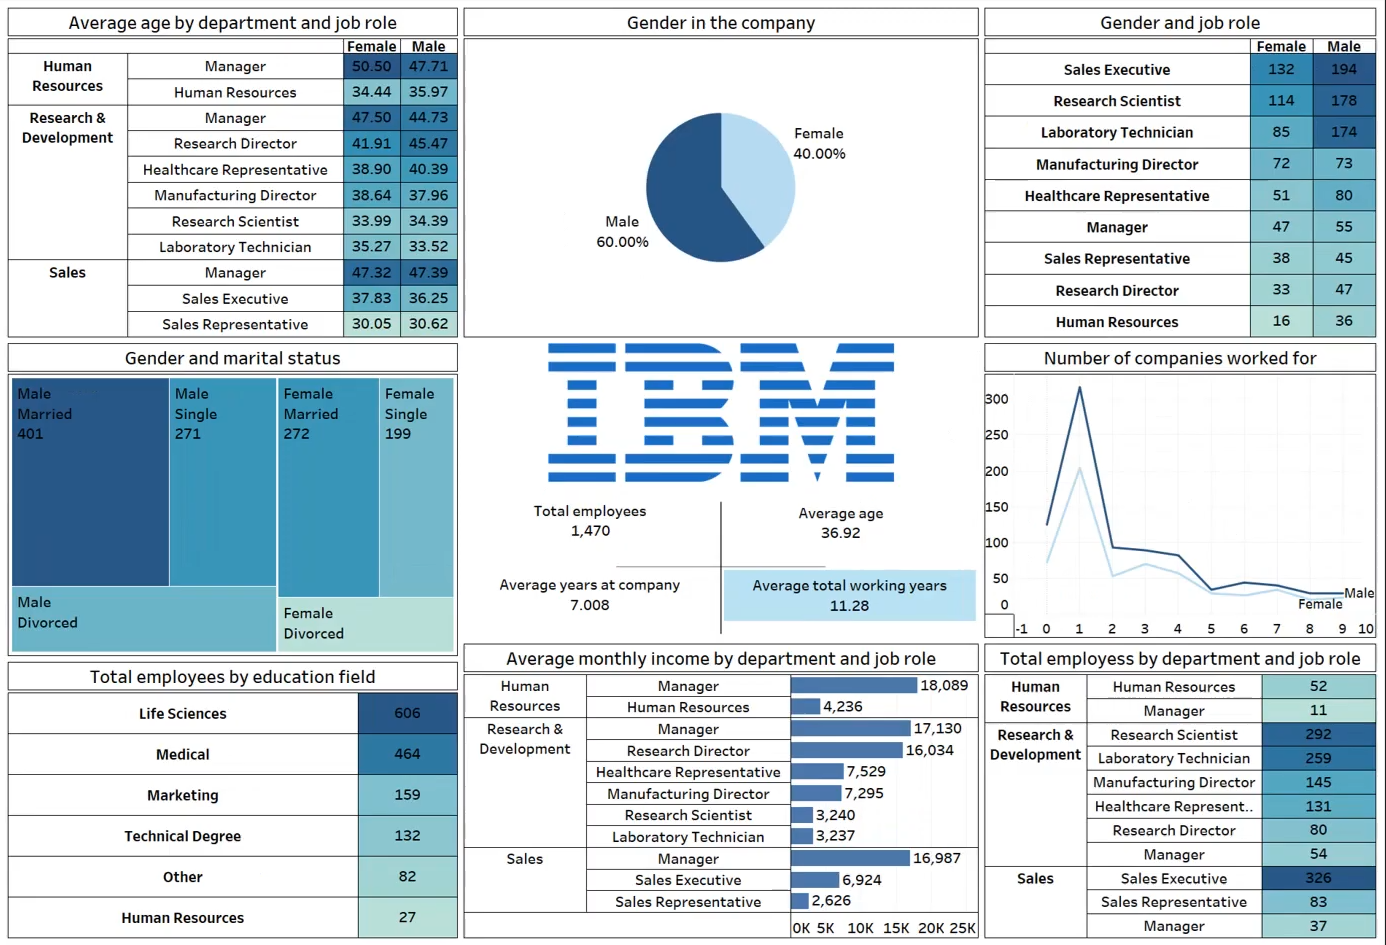 Average age by department and job role
Female Male
Human Resources
Manager 50.50 47.71
Human Resources 34.44 35.97
Research & Development
Manager 47.50 44.73
Research Director 41.91 45.47
Healthcare Representative 38.90 40.39
Manufacturing Director 38.64 37.96
Research Scientist 33.99 34.39
Laboratory Technician 35.27 33.52
Sales
Manager 47.32 47.39
Sales Executive 37.83 36.25
Sales Representative 30.05 30.62
Gender in the company
Female
40.00%
Male
60.00%
Gender and job role
Female Male
Sales Executive 132 194
Research Scientist 114 178
Laboratory Technician 85 174
Manufacturing Director 72 73
Healthcare Representative 51 80
Manager 47 55
Sales Representative 38 45
Research Director 33 47
Human Resources 16 36
Gender and marital status
Male
Married
401
Male
Single
271
Female
Married
272
Female
Single
199
Male
Divorced
Female
Divorced
IBM
Total employees
1,470
Average age
36.92
Average years at company
7.008
Average total working years
11.28
Number of companies worked for
300
250
200
150
100
50
0
Male
Female
-1 0 1 2 3 4 5 6 7 8 9 10
Total employees by education field
Life Sciences 606
Medical 464
Marketing 159
Technical Degree 132
Other 82
Human Resources 27
Average monthly income by department and job role
Human Resources
Manager 18,089
Human Resources 4,236
Research & Development
Manager 17,130
Research Director 16,034
Healthcare Representative 7,529
Manufacturing Director 7,295
Research Scientist 3,240
Laboratory Technician 3,237
Sales
Manager 16,987
Sales Executive 6,924
Sales Representative 2,626
0K 5K 10K 15K 20K 25K
Total employess by department and job role
Human Resources
Human Resources 52
Manager 11
Research & Development
Research Scientist 292
Laboratory Technician 259
Manufacturing Director 145
Healthcare Represent.. 131
Research Director 80
Manager 54
Sales
Sales Executive 326
Sales Representative 83
Manager 37